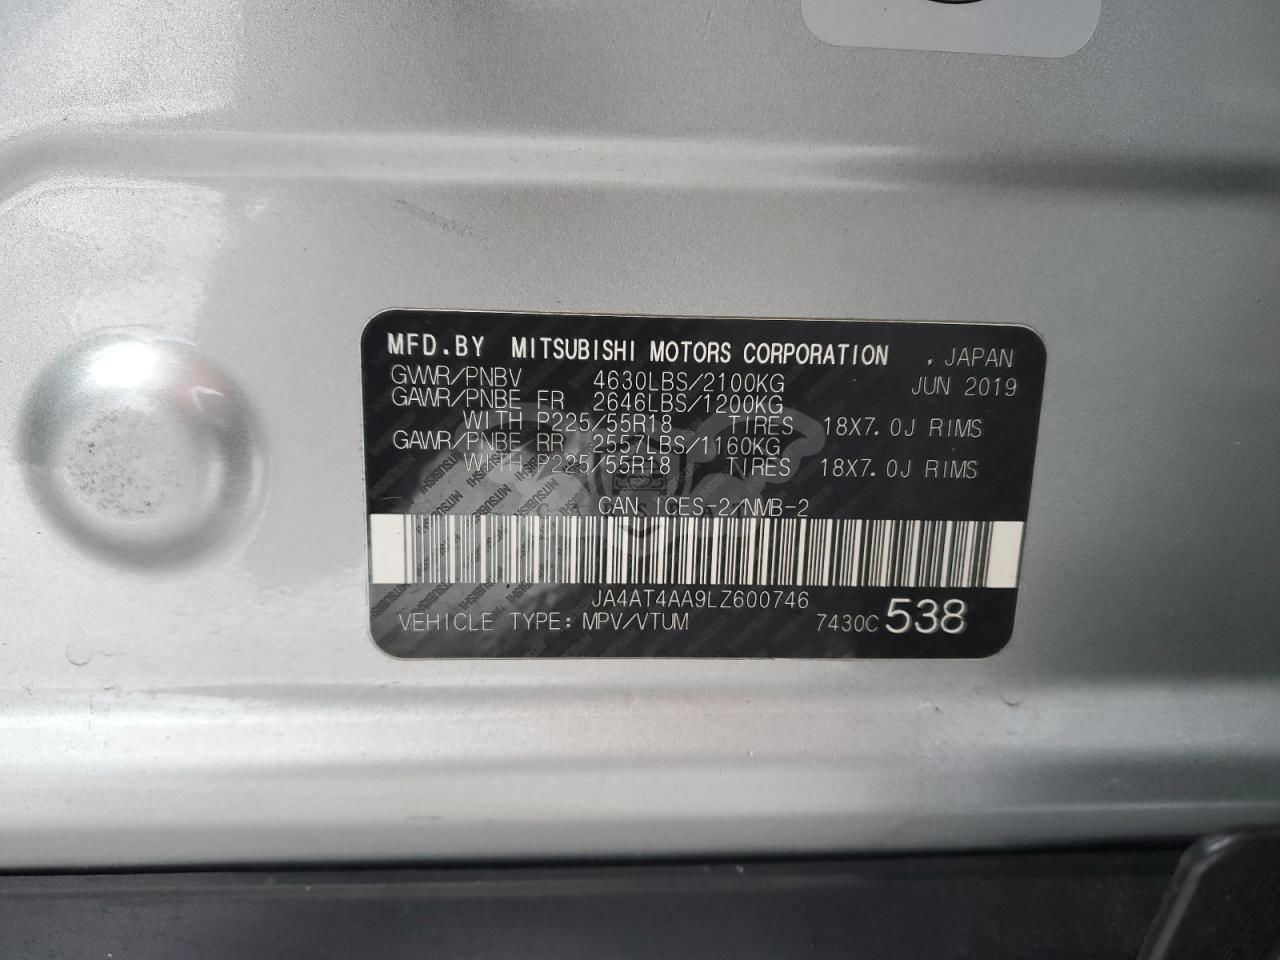 MFD.BY MITSUBISHI MOTORS CORPORATION , JAPAN
GVWR/PNBV 4630LBS/2100KG JUN 2019
GAWR/PNBE FR 2646LBS/1200KG
WITH P225/55R18 TIRES 18X7.0J RIMS
GAWR/PNBE RR 2557LBS/1160KG
WITH P225/55R18 TIRES 18X7.0J RIMS
CAN ICES-2/NMB-2
JA4AT4AA9LZ600746
VEHICLE TYPE: MPV/VTUM 7430C 538